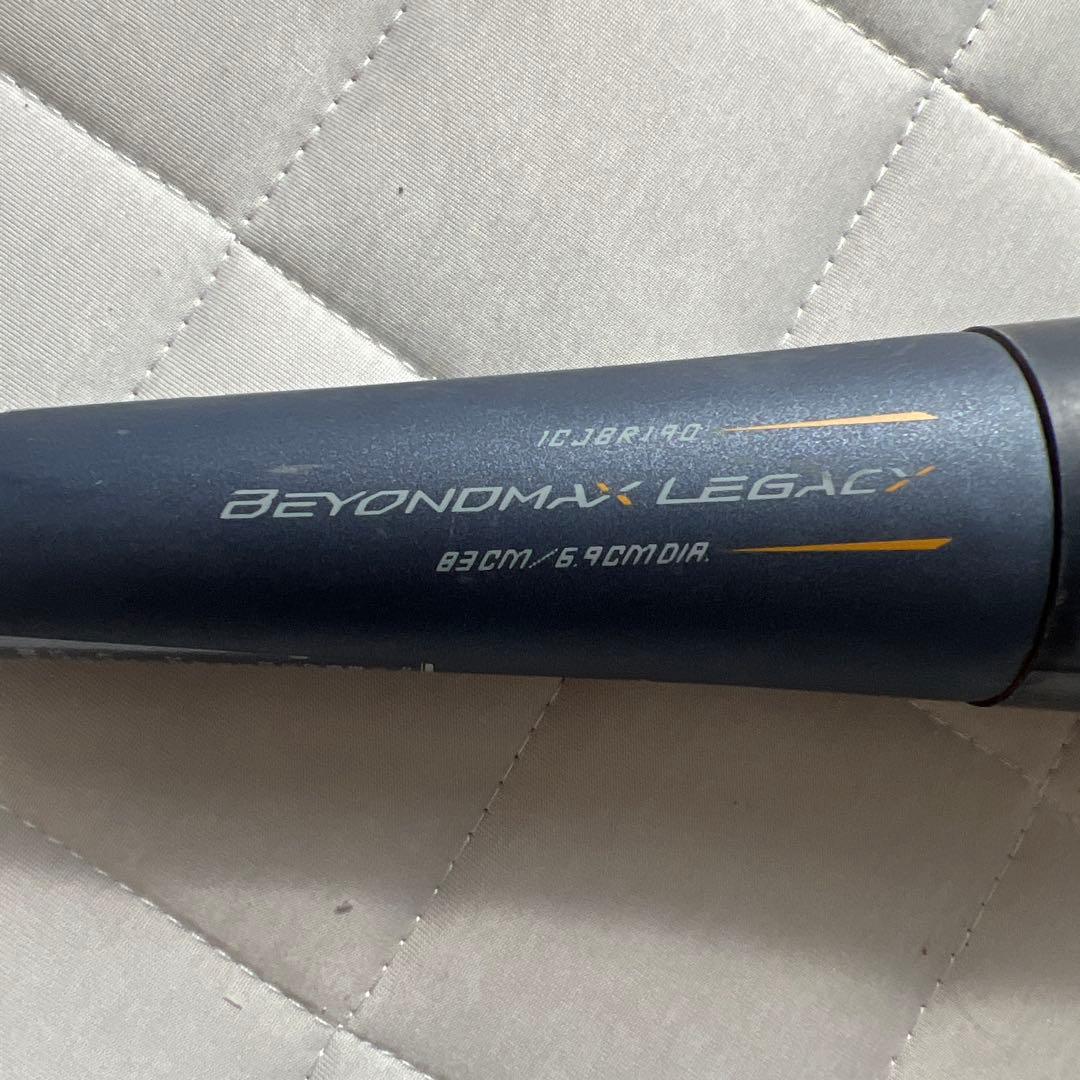 1CJBR190
BEYONDMAX LEGACY
83CM/6.9CMDIA.